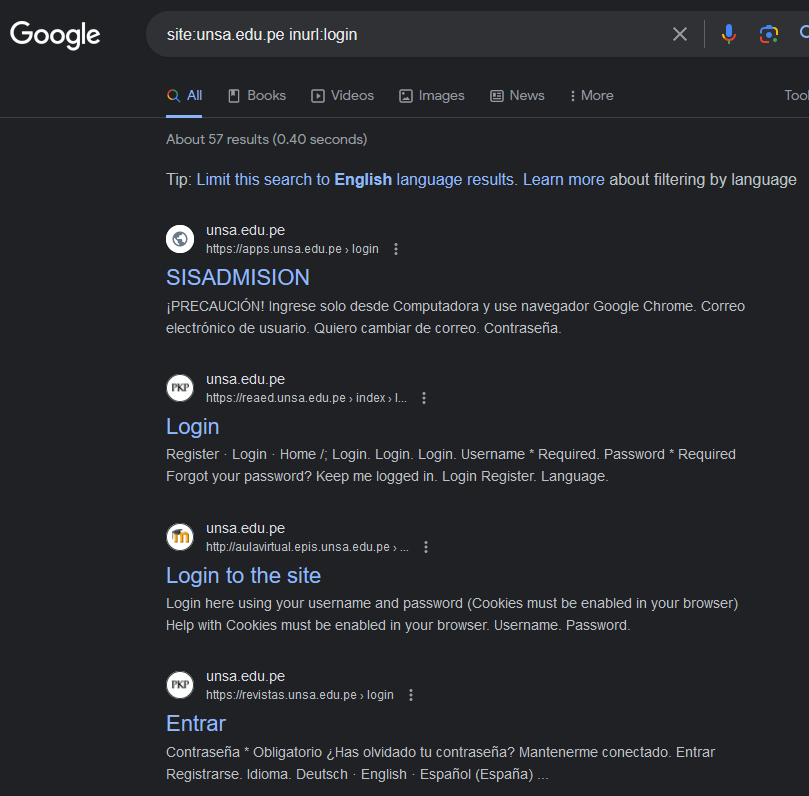 Google
site:unsa.edu.pe inurl:login
All Books Videos Images News More
About 57 results (0.40 seconds)
Tip: Limit this search to English language results. Learn more about filtering by language
unsa.edu.pe
https://apps.unsa.edu.pe › login
SISADMISION
¡PRECAUCIÓN! Ingrese solo desde Computadora y use navegador Google Chrome. Correo
electrónico de usuario. Quiero cambiar de correo. Contraseña.
PKP
unsa.edu.pe
https://reaed.unsa.edu.pe › index › l...
Login
Register · Login · Home /; Login. Login. Login. Username * Required. Password * Required
Forgot your password? Keep me logged in. Login Register. Language.
unsa.edu.pe
http://aulavirtual.epis.unsa.edu.pe › ...
Login to the site
Login here using your username and password (Cookies must be enabled in your browser)
Help with Cookies must be enabled in your browser. Username. Password.
PKP
unsa.edu.pe
https://revistas.unsa.edu.pe › login
Entrar
Contraseña * Obligatorio ¿Has olvidado tu contraseña? Mantenerme conectado. Entrar
Registrarse. Idioma. Deutsch · English · Español (España) ...